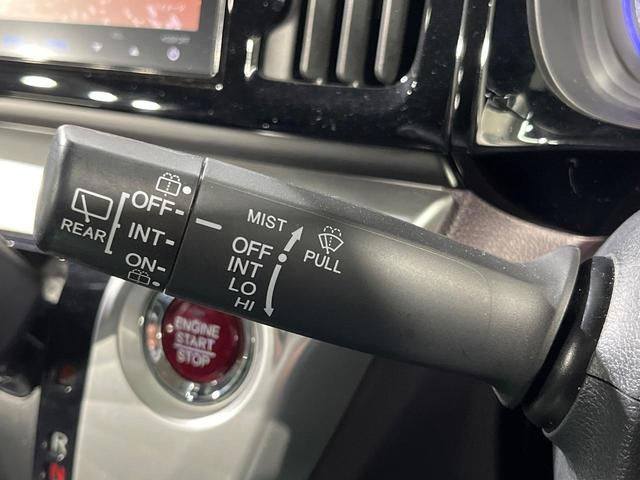 OFF
INT
ON
REAR
MIST
OFF
INT
LO
HI
PULL
ENGINE
START
STOP
R
N